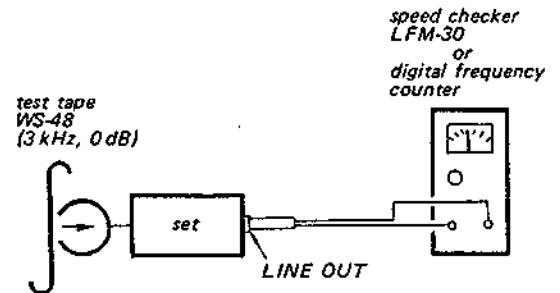 speed checker
LFM-30
or
digital frequency
counter
test tape
WS-48
(3 kHz, 0 dB)
set
LINE OUT